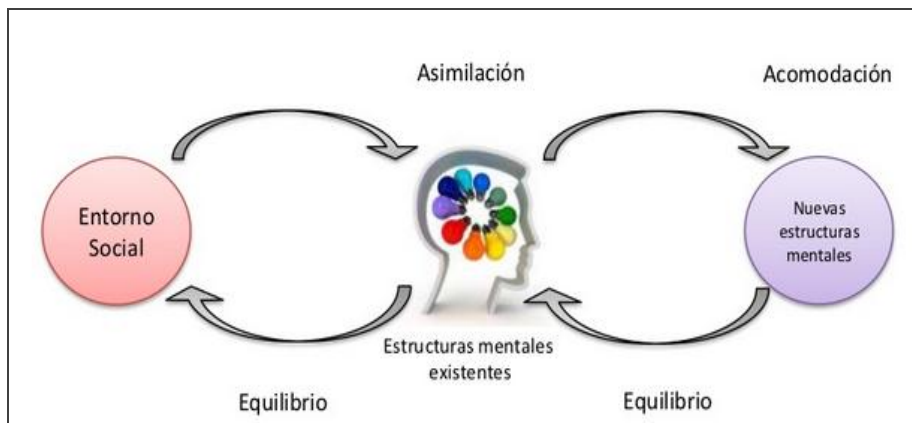 Asimilación
Acomodación
Entorno
Social
Nuevas
estructuras
mentales
Estructuras mentales
existentes
Equilibrio
Equilibrio